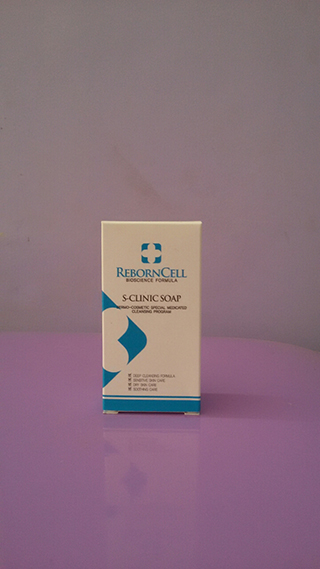 REBORNCELL
BIOSCIENCE FORMULA
S-CLINIC SOAP
DERMO-COSMETIC SPECIAL MEDICATED
CLEANSING PROGRAM
DEEP CLEANSING FORMULA
SENSITIVE SKIN CARE
DRY SKIN CARE
SOOTHING CARE